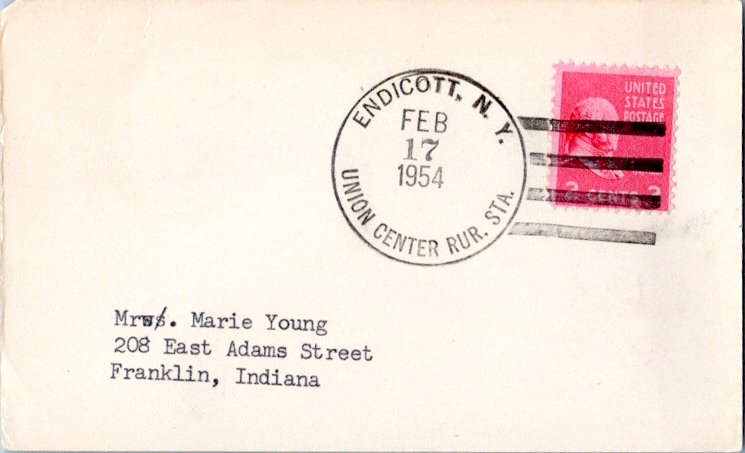 ENDICOTT, N. Y.
FEB
17
1954
UNION CENTER RUR. STA.
UNITED
STATES
POSTAGE
2 CENTS 2
Mrs. Marie Young
208 East Adams Street
Franklin, Indiana